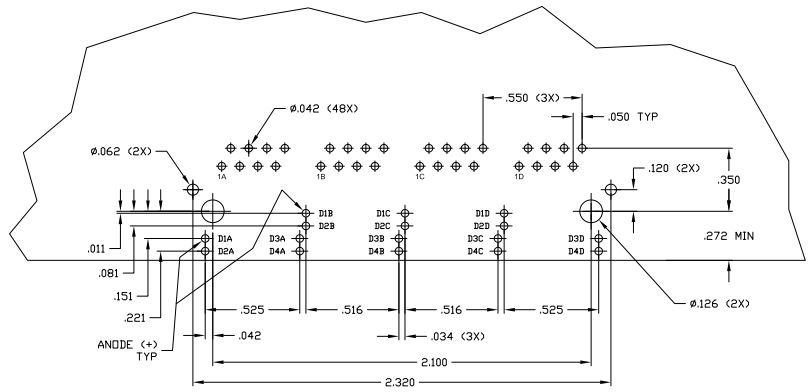 .550 (3X)
Ø.042 (48X)
.050 TYP
Ø.062 (2X)
.120 (2X)
1A 1B 1C 1D
.350
D1B D1C D1D
D2B D2C D2D
.272 MIN
.011
D1A D3A D3B D3C D3D
D2A D4A D4B D4C D4D
.081
.151
.221
Ø.126 (2X)
.525 .516 .516 .525
ANODE (+)
TYP
.042
.034 (3X)
2.100
2.320